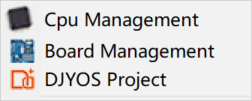 Cpu Management
Board Management
DJYOS Project